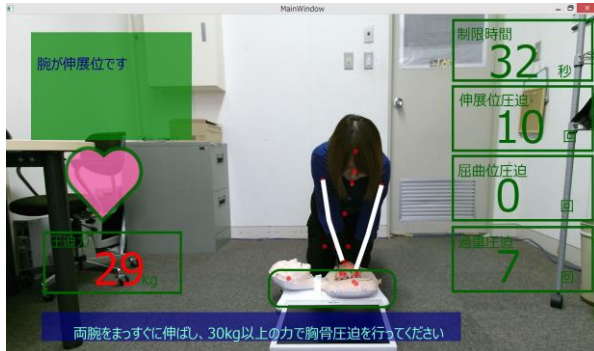 MainWindow
腕が伸展位です
制限時間
32 秒
伸展位圧迫
10 回
屈曲位圧迫
0 回
過重圧迫
7 回
圧迫力
29 kg
両腕をまっすぐに伸ばし、30kg以上の力で胸骨圧迫を行ってください